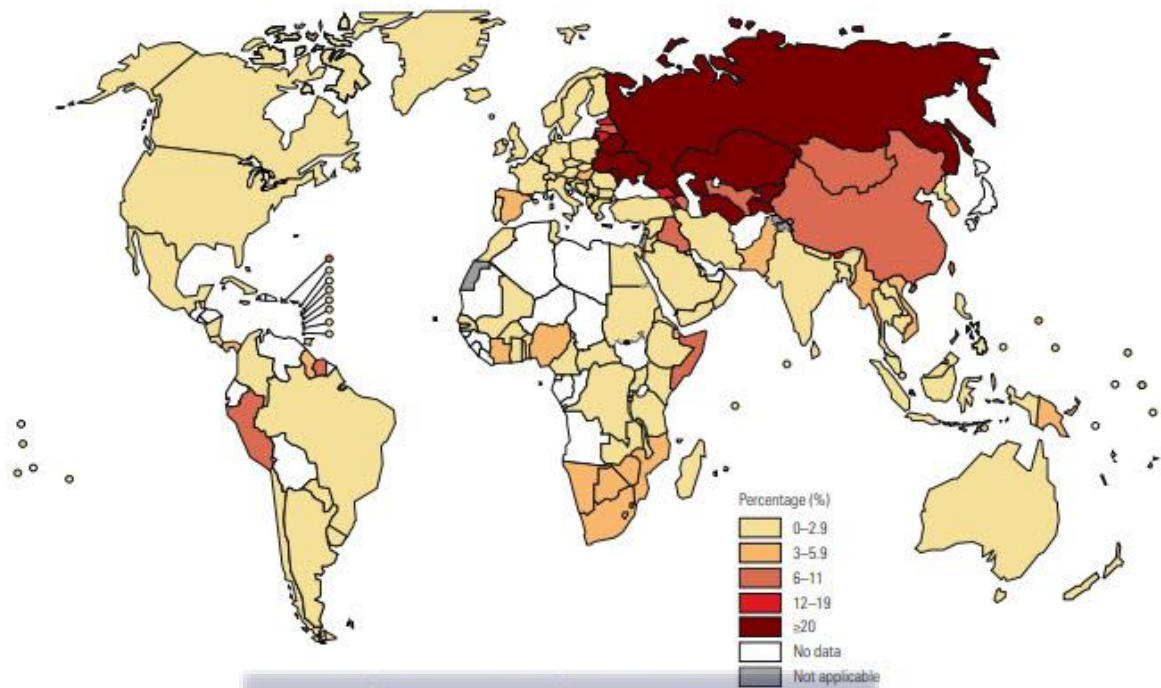 Percentage (%)
0–2.9
3–5.9
6–11
12–19
≥20
No data
Not applicable